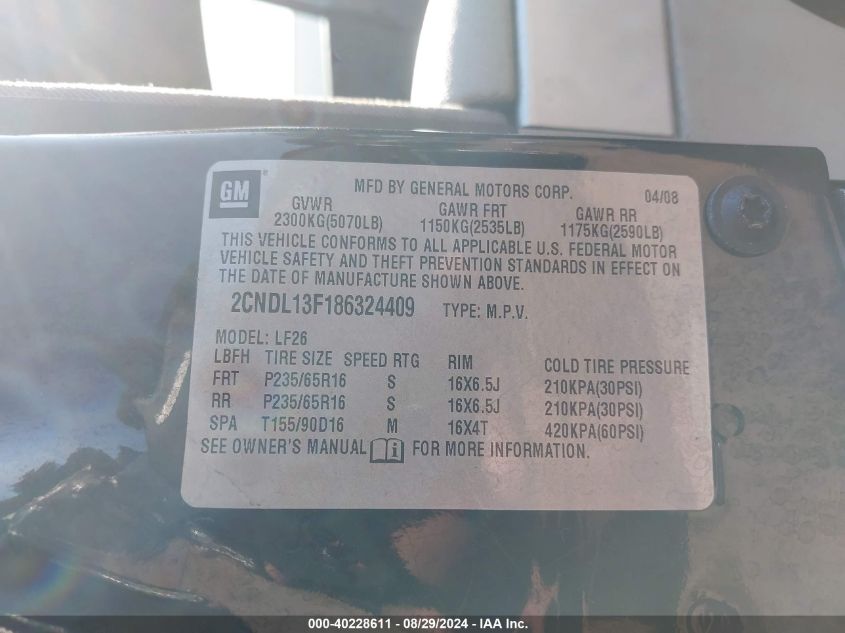 GM
MFD BY GENERAL MOTORS CORP. 04/08
GVWR GAWR FRT GAWR RR
2300KG(5070LB) 1150KG(2535LB) 1175KG(2590LB)
THIS VEHICLE CONFORMS TO ALL APPLICABLE U.S. FEDERAL MOTOR
VEHICLE SAFETY AND THEFT PREVENTION STANDARDS IN EFFECT ON
THE DATE OF MANUFACTURE SHOWN ABOVE.
2CNDL13F186324409 TYPE: M.P.V.
MODEL: LF26
LBFH TIRE SIZE SPEED RTG RIM COLD TIRE PRESSURE
FRT P235/65R16 S 16X6.5J 210KPA(30PSI)
RR P235/65R16 S 16X6.5J 210KPA(30PSI)
SPA T155/90D16 M 16X4T 420KPA(60PSI)
SEE OWNER'S MANUAL i FOR MORE INFORMATION.
000-40228611 - 08/29/2024 - IAA Inc.